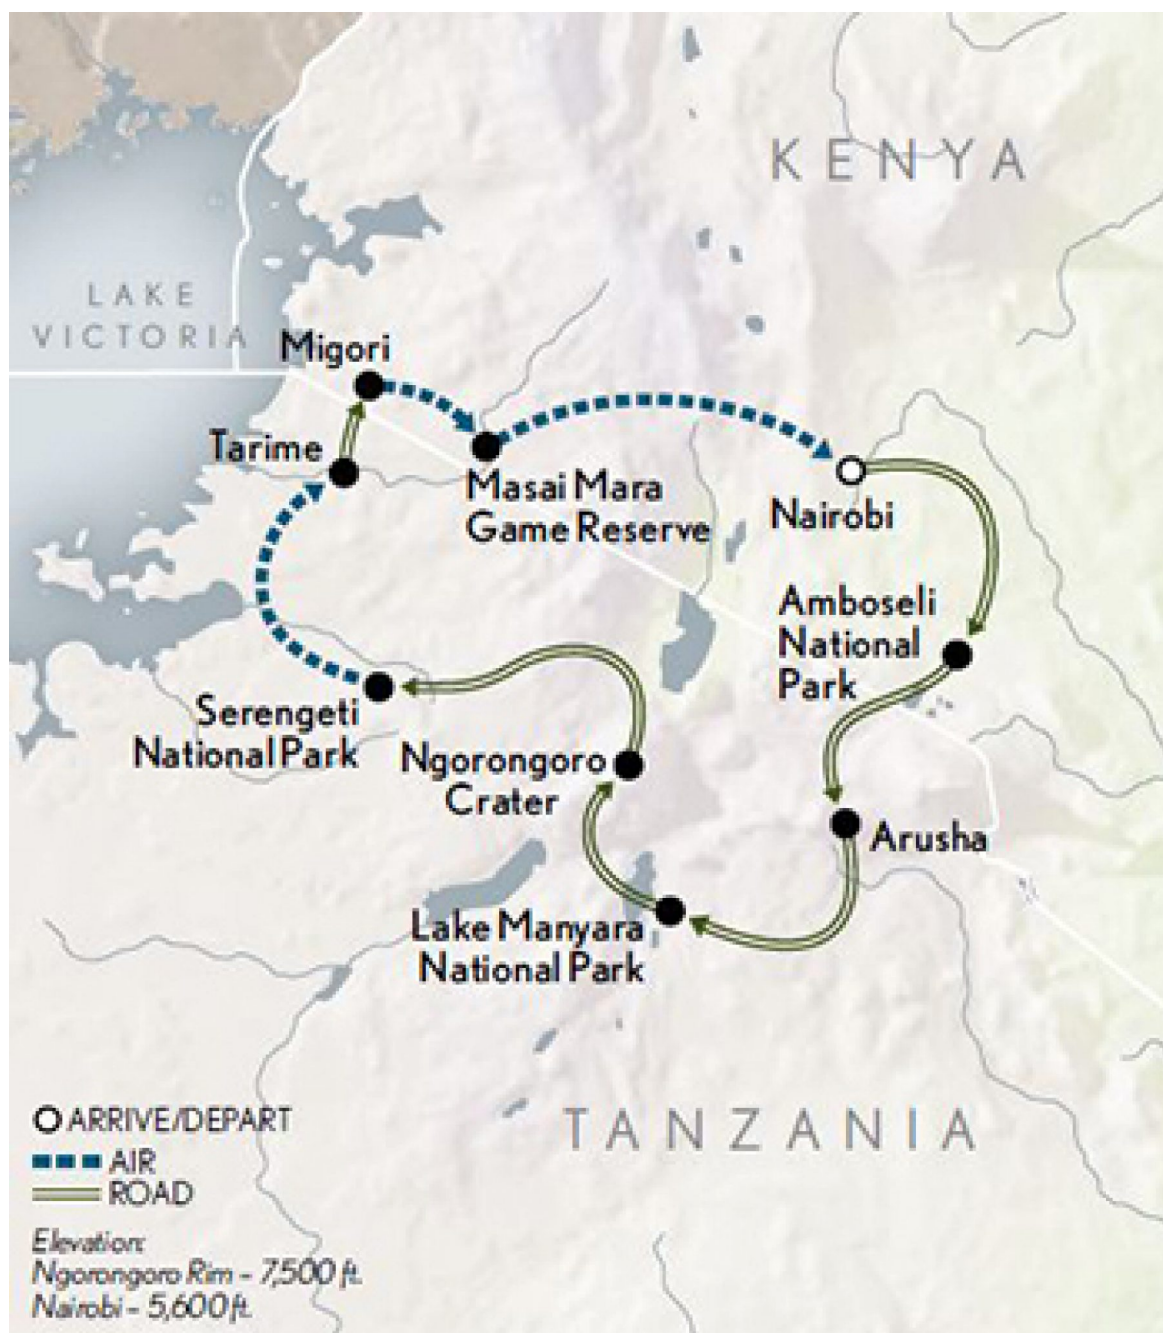 KENYA
LAKE
VICTORIA
Migori
Tarime
Masai Mara
Game Reserve
Nairobi
Amboseli
National
Park
Serengeti
National Park
Ngorongoro
Crater
Arusha
Lake Manyara
National Park
TANZANIA
ARRIVE/DEPART
AIR
ROAD
Elevation:
Ngorongoro Rim – 7,500 ft.
Nairobi – 5,600 ft.